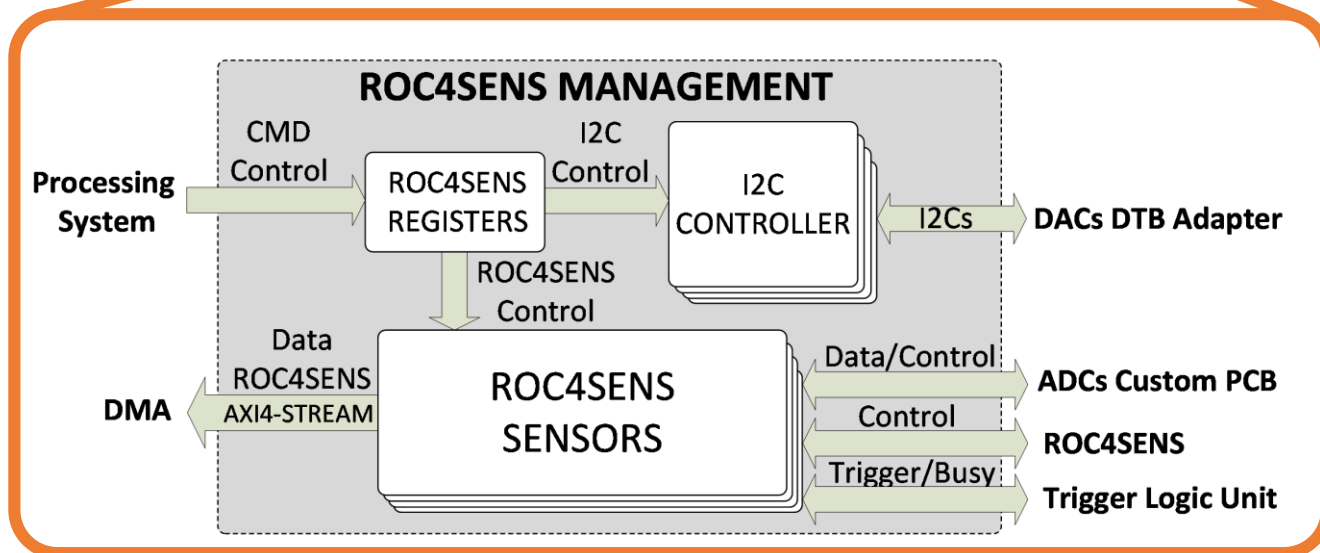 ROC4SENS MANAGEMENT
CMD
Control
I2C
Control
Processing
System
ROC4SENS
REGISTERS
I2C
CONTROLLER
I2Cs
DACs DTB Adapter
ROC4SENS
Control
Data
ROC4SENS
AXI4-STREAM
DMA
ROC4SENS
SENSORS
Data/Control
ADCs Custom PCB
Control
ROC4SENS
Trigger/Busy
Trigger Logic Unit